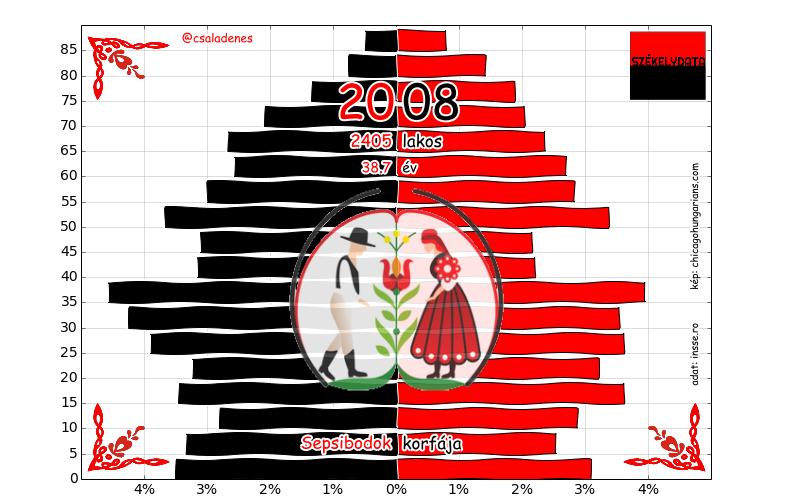 @csaladenes
SZÉKELYDATA
2008
2405 lakos
38.7 év
Sepsibodok korfája
kép: chicagohungarians.com
adat: insse.ro
85
80
75
70
65
60
55
50
45
40
35
30
25
20
15
10
5
0
4% 3% 2% 1% 0% 1% 2% 3% 4%